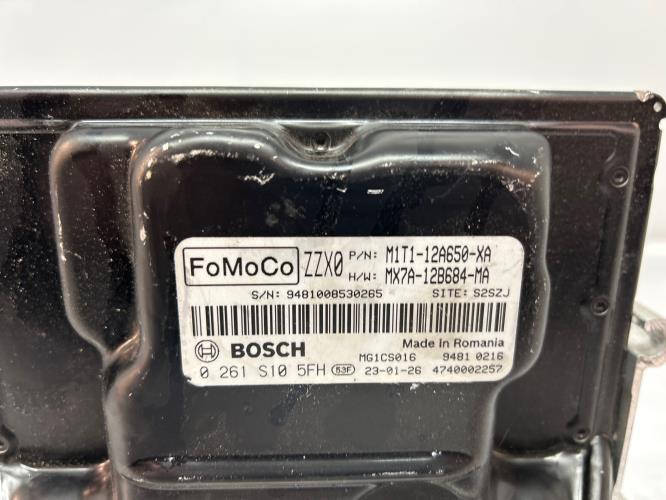 FoMoCo ZZX0 P/N: M1T1-12A650-XA
H/W: MX7A-12B684-MA
S/N: 9481008530265 SITE: S2SZJ
BOSCH Made in Romania
MG1CS016 9481 0216
0 261 S10 5FH 53F 23-01-26 4740002257